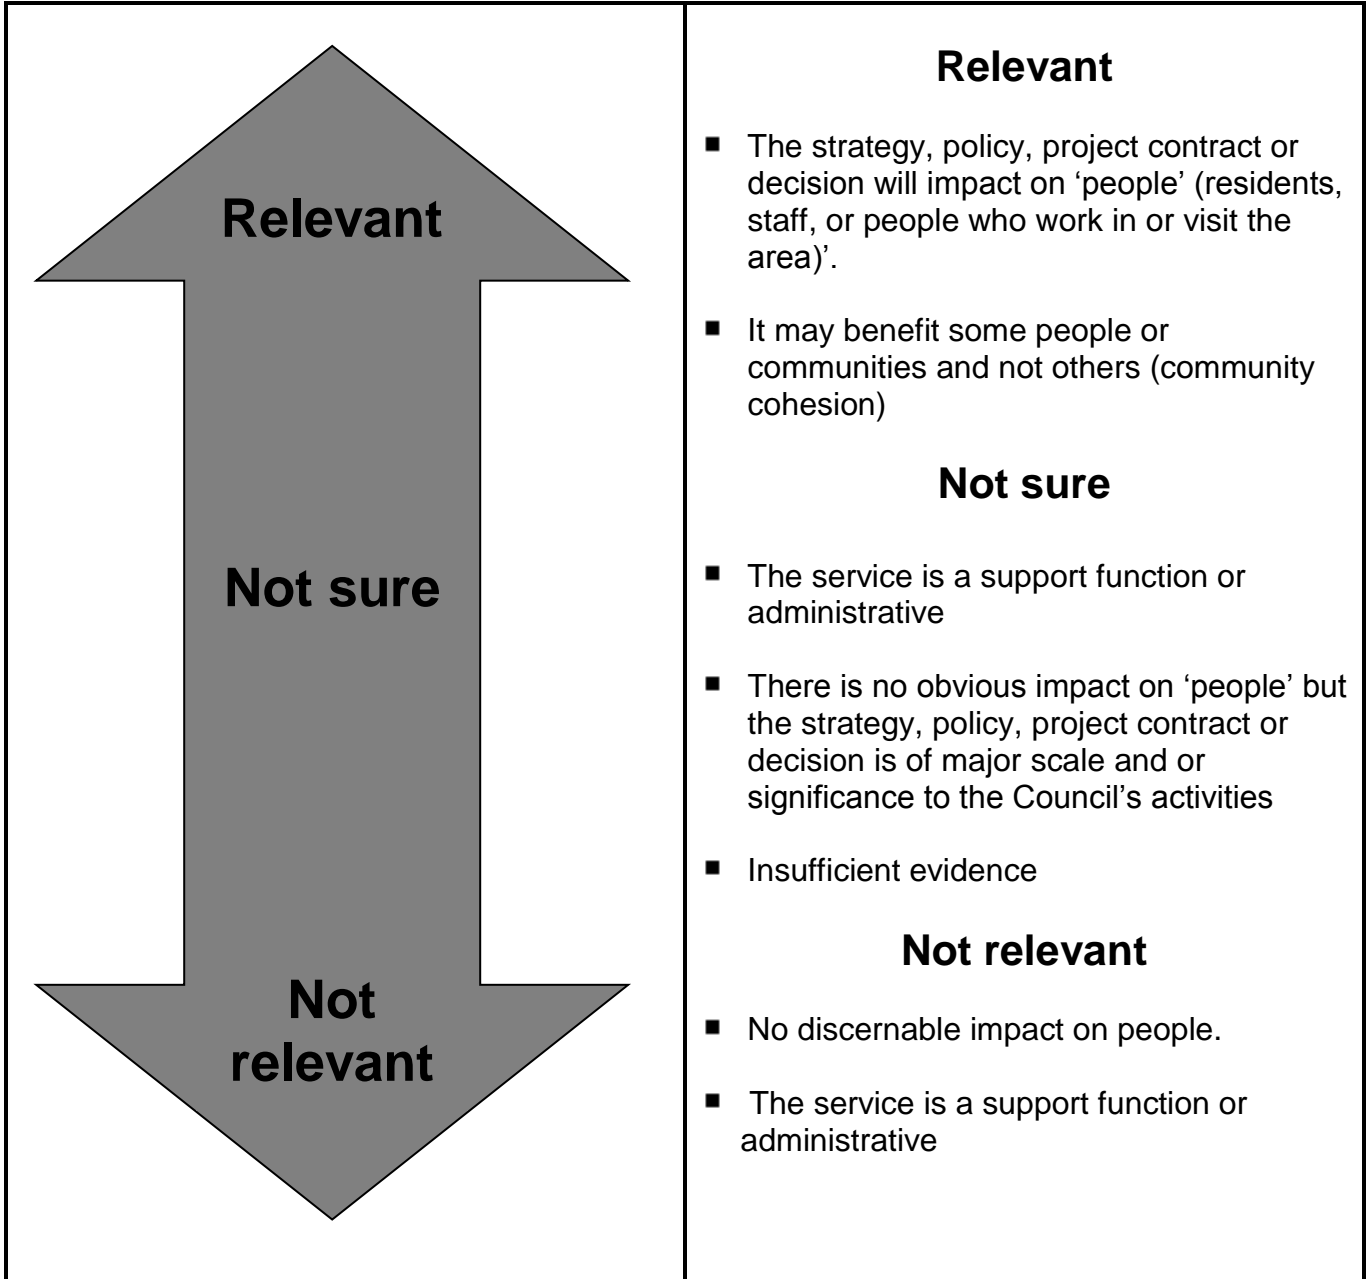 Relevant
Not sure
Not
relevant
Relevant
▪ The strategy, policy, project contract or
decision will impact on ‘people’ (residents,
staff, or people who work in or visit the
area)’.
▪ It may benefit some people or
communities and not others (community
cohesion)
Not sure
▪ The service is a support function or
administrative
▪ There is no obvious impact on ‘people’ but
the strategy, policy, project contract or
decision is of major scale and or
significance to the Council’s activities
▪ Insufficient evidence
Not relevant
▪ No discernable impact on people.
▪ The service is a support function or
administrative